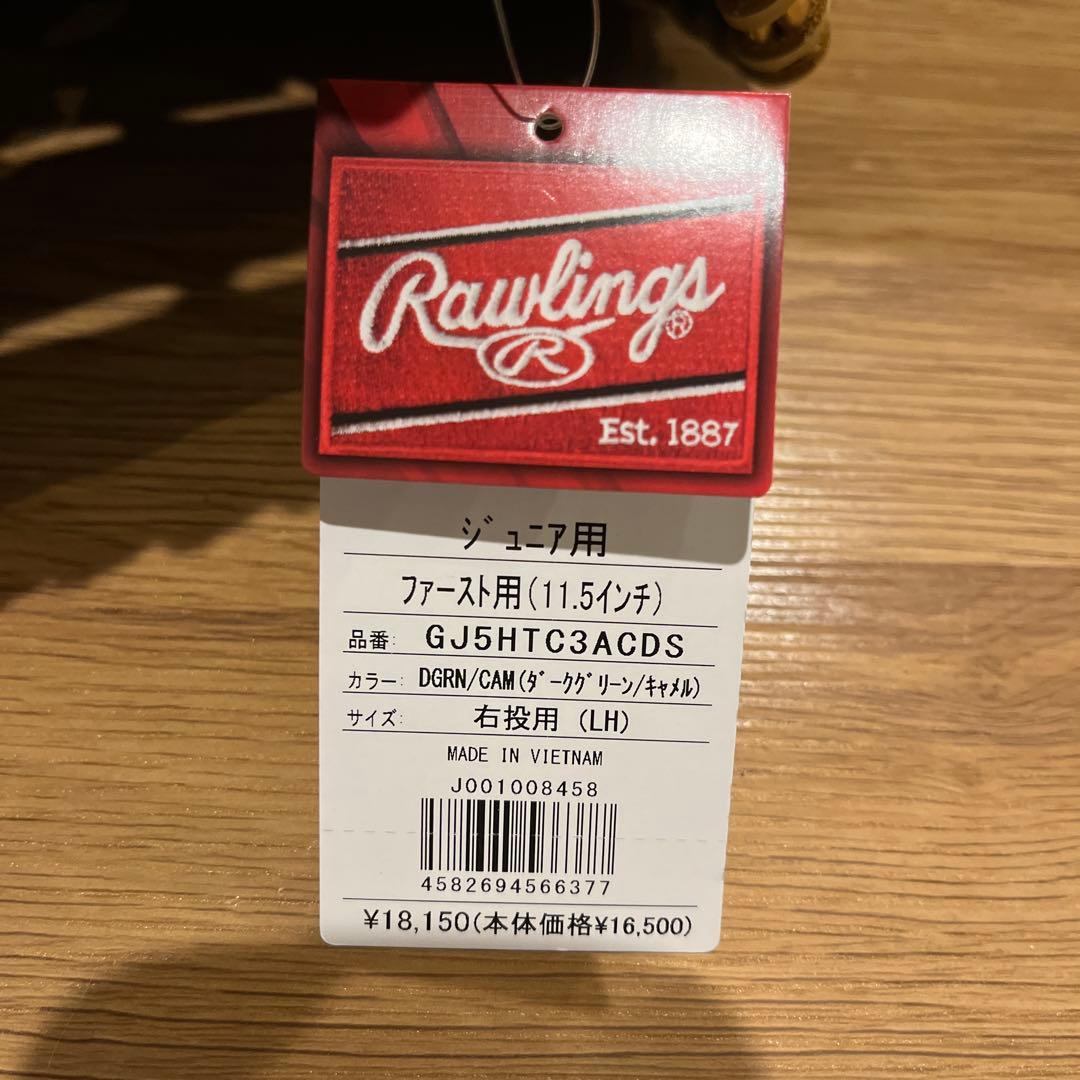 Rawlings ®
R
Est. 1887
ジュニア用
ファースト用(11.5インチ)
品番: GJ5HTC3ACDS
カラー: DGRN/CAM(ダークグリーン/キャメル)
サイズ: 右投用 (LH)
MADE IN VIETNAM
J001008458
4582694566377
¥18,150(本体価格¥16,500)